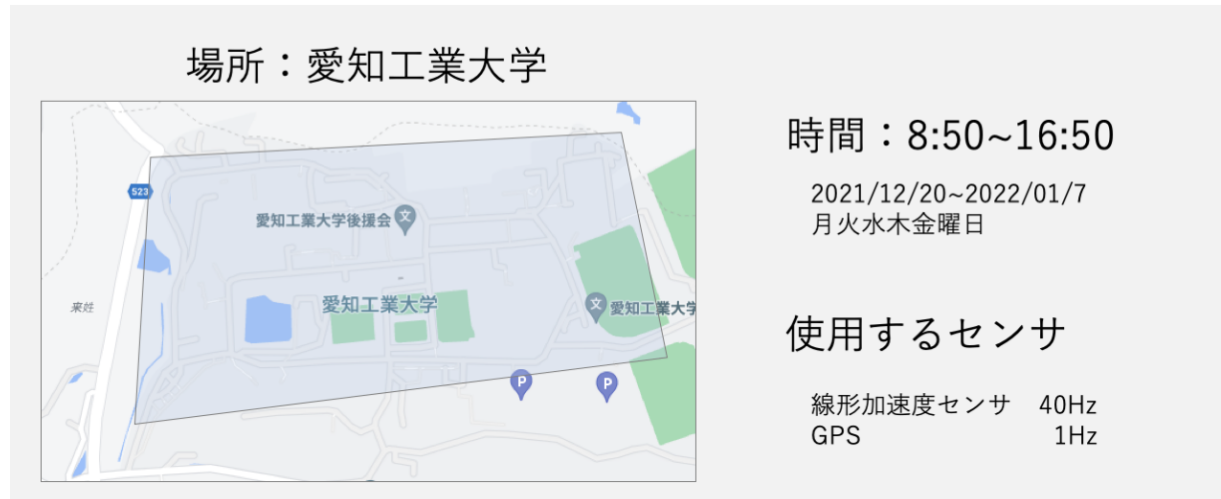 場所：愛知工業大学
523
愛知工業大学後援会
文
来姓
愛知工業大学
文
愛知工業大学
P
P
時間：8:50~16:50
2021/12/20~2022/01/7
月火水木金曜日
使用するセンサ
線形加速度センサ 40Hz
GPS 1Hz